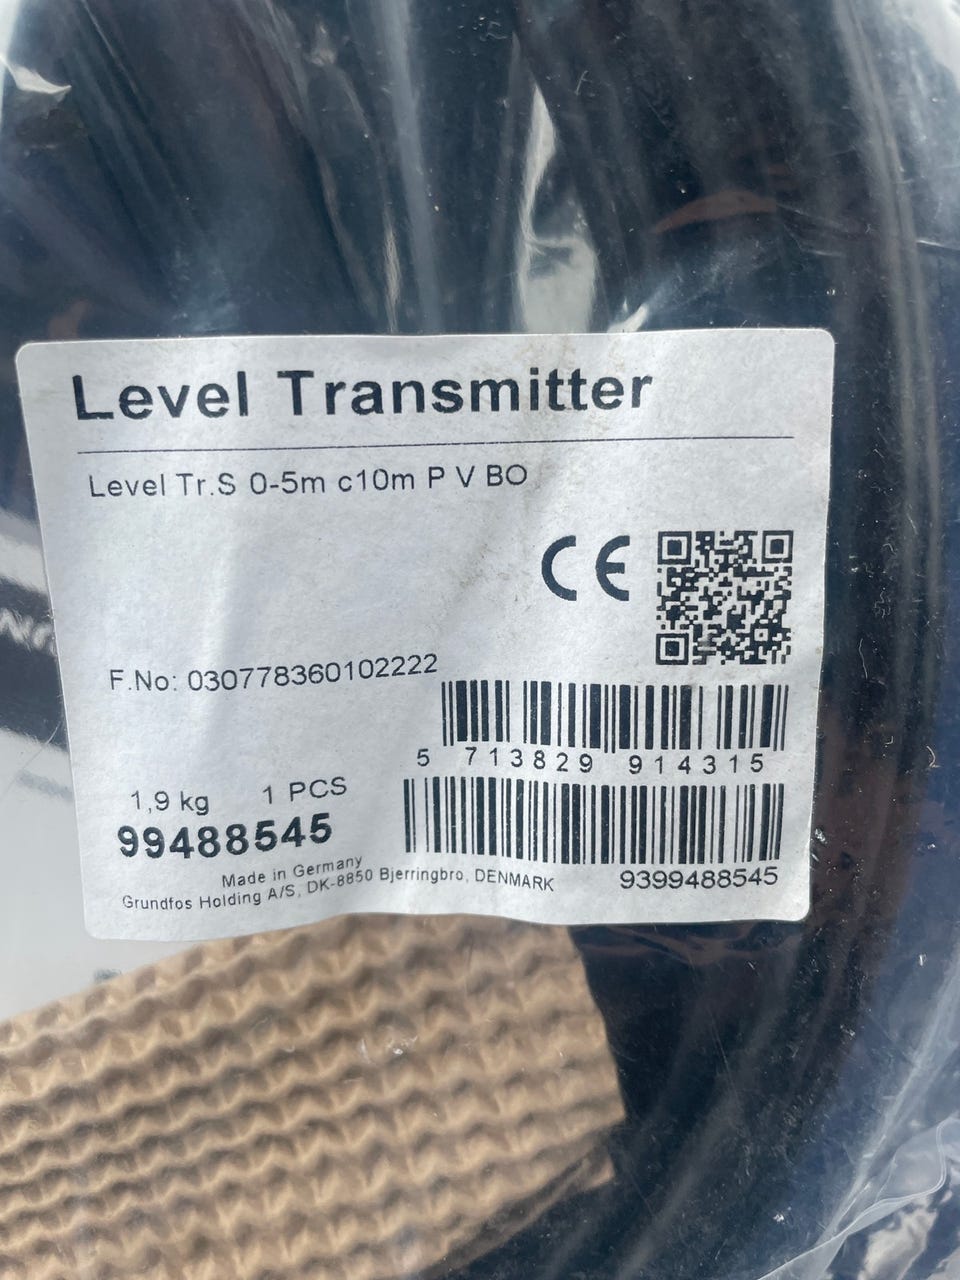 Level Transmitter
Level Tr.S 0-5m c10m P V BO
CE
F.No: 030778360102222
5 713829 914315
1,9 kg 1 PCS
99488545
9399488545
Made in Germany
Grundfos Holding A/S, DK-8850 Bjerringbro, DENMARK